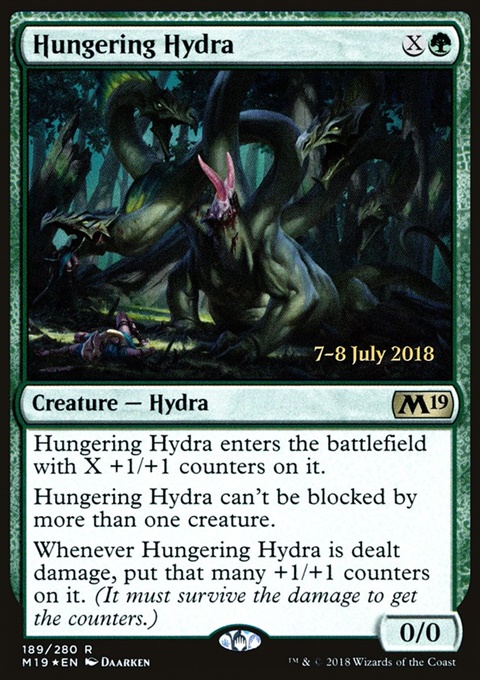 Hungering Hydra X
7–8 July 2018
Creature — Hydra M19
Hungering Hydra enters the battlefield
with X +1/+1 counters on it.
Hungering Hydra can't be blocked by
more than one creature.
Whenever Hungering Hydra is dealt
damage, put that many +1/+1 counters
on it. (It must survive the damage to get
the counters.)
0/0
189/280 R
M19★EN Daarken
™ & © 2018 Wizards of the Coast